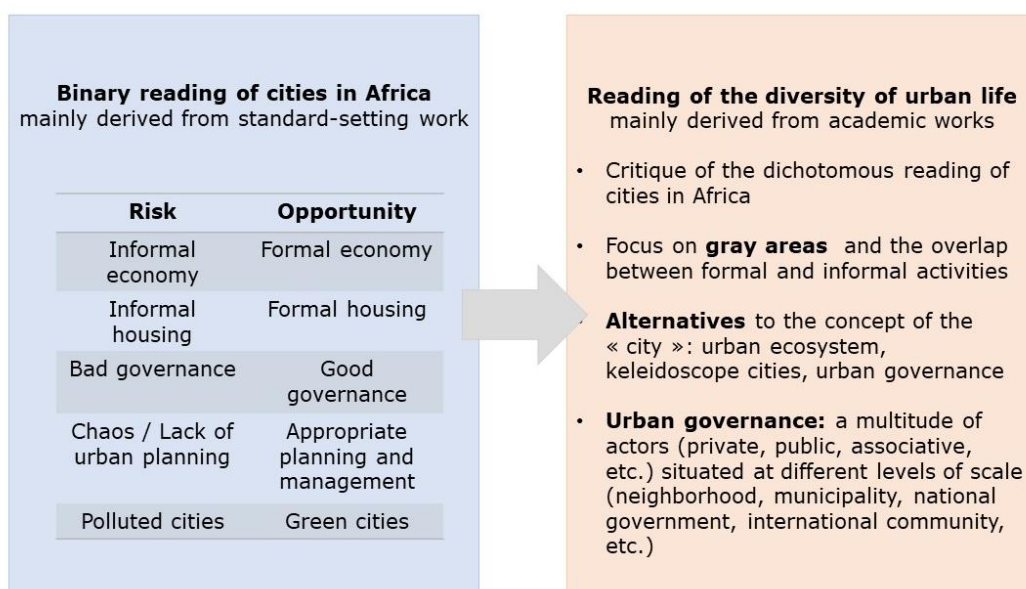 Binary reading of cities in Africa
mainly derived from standard-setting work
Risk Opportunity
Informal economy Formal economy
Informal housing Formal housing
Bad governance Good governance
Chaos / Lack of urban planning Appropriate planning and management
Polluted cities Green cities
Reading of the diversity of urban life
mainly derived from academic works
• Critique of the dichotomous reading of
cities in Africa
• Focus on gray areas and the overlap
between formal and informal activities
• Alternatives to the concept of the
« city »: urban ecosystem,
keleidoscope cities, urban governance
• Urban governance: a multitude of
actors (private, public, associative,
etc.) situated at different levels of scale
(neighborhood, municipality, national
government, international community,
etc.)